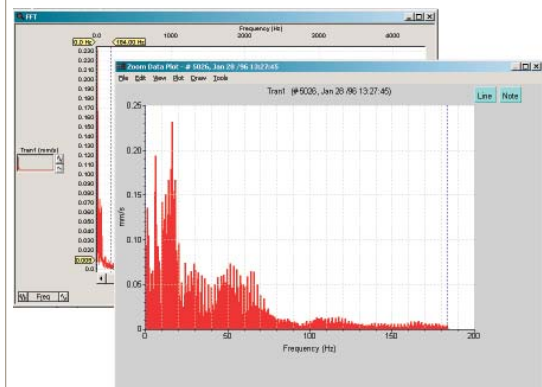 FFT
Frequency (Hz)
0.0 1000 2000 3000 4000
0.0 Hz 184.00 Hz
0.230
0.220
0.210
0.200
0.190
0.180
0.170
0.160
0.150
0.140
0.130
0.120
0.110
0.100
0.090
0.080
0.070
0.060
0.050
0.040
0.030
0.020
0.005
0.0
Tran1 (mm/s)
Freq
Zoom Data Plot - # 5026, Jan 28 /96 13:27:45
File Edit View Plot Draw Tools
Tran1 (#5026, Jan 28 /96 13:27:45)
Line Note
0.25
0.20
0.15
0.10
0.05
0
mm/s
0 50 100 150 200
Frequency (Hz)